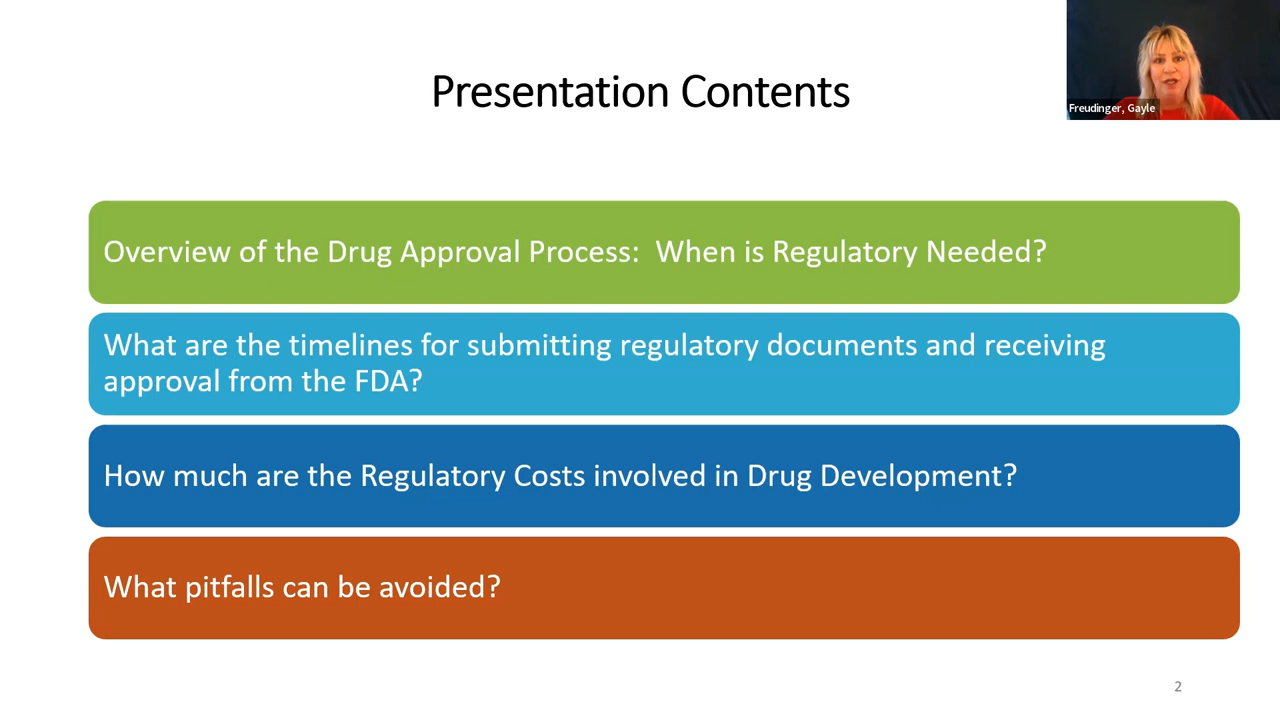 Presentation Contents
Freudinger, Gayle
Overview of the Drug Approval Process:  When is Regulatory Needed?
What are the timelines for submitting regulatory documents and receiving
approval from the FDA?
How much are the Regulatory Costs involved in Drug Development?
What pitfalls can be avoided?
2